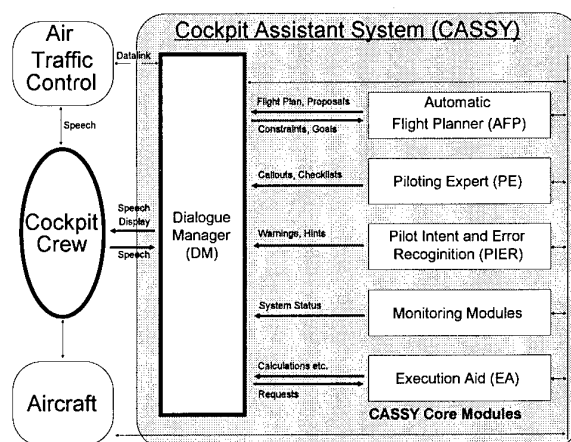 Cockpit Assistant System (CASSY)
Air
Traffic
Control
Datalink
Speech
Cockpit
Crew
Speech
Display
Speech
Aircraft
Dialogue
Manager
(DM)
Flight Plan, Proposals
Constraints, Goals
Automatic
Flight Planner (AFP)
Callouts, Checklists
Piloting Expert (PE)
Warnings, Hints
Pilot Intent and Error
Recoginition (PIER)
System Status
Monitoring Modules
Calculations etc.
Requests
Execution Aid (EA)
CASSY Core Modules